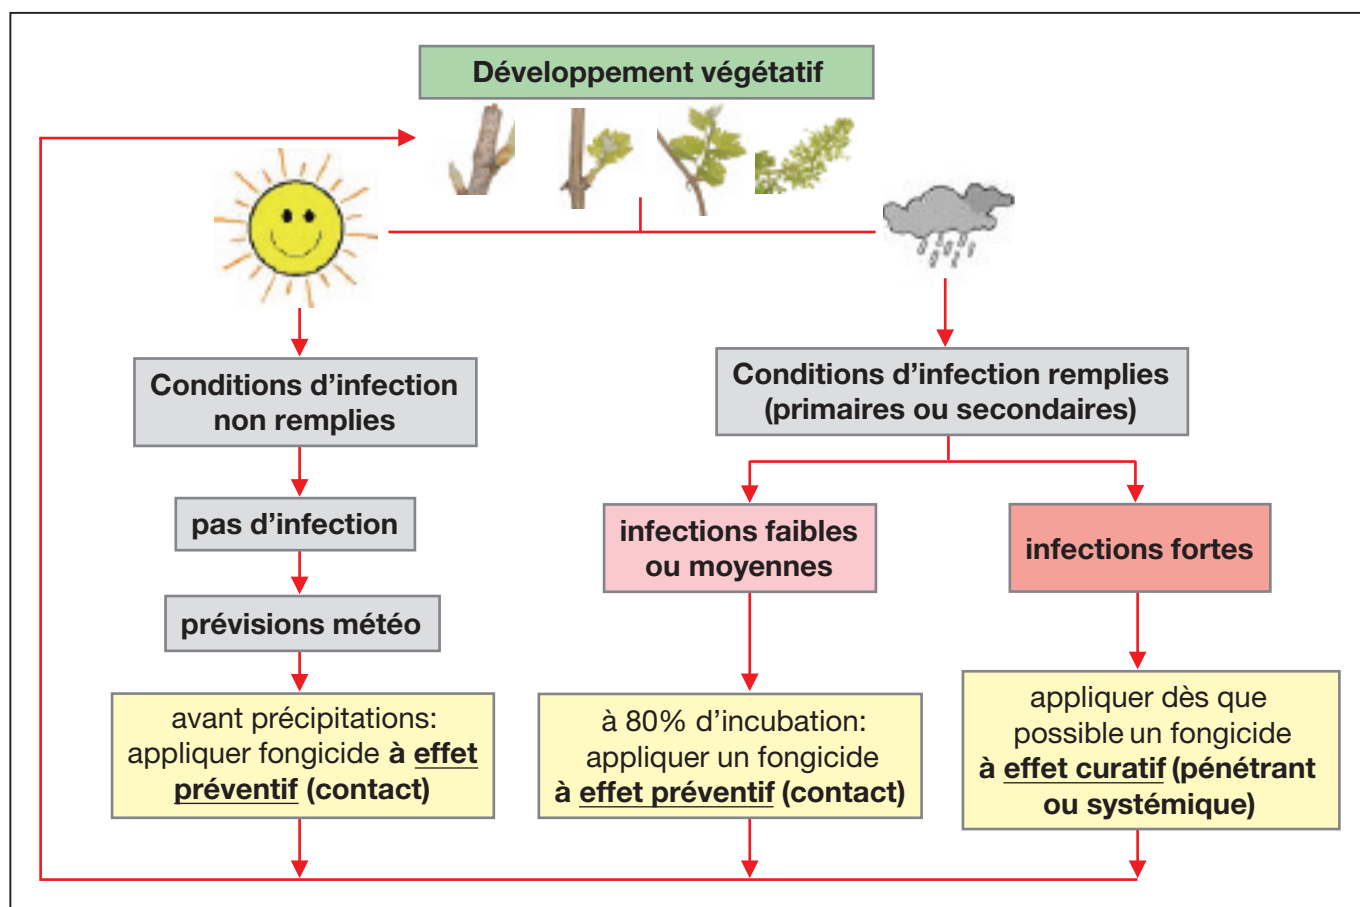 Développement végétatif
Conditions d’infection
non remplies
Conditions d’infection remplies
(primaires ou secondaires)
pas d’infection
infections faibles
ou moyennes
infections fortes
prévisions météo
avant précipitations:
appliquer fongicide à effet
préventif (contact)
à 80% d’incubation:
appliquer un fongicide
à effet préventif (contact)
appliquer dès que
possible un fongicide
à effet curatif (pénétrant
ou systémique)